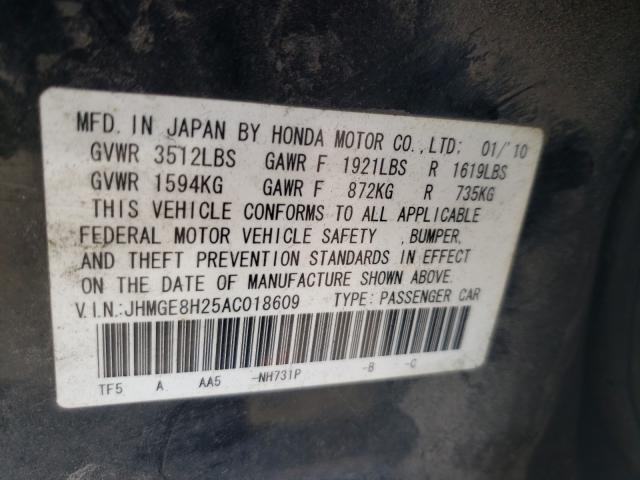 MFD. IN JAPAN BY HONDA MOTOR CO.,LTD: 01/'10
GVWR 3512LBS GAWR F 1921LBS R 1619LBS
GVWR 1594KG GAWR F 872KG R 735KG
THIS VEHICLE CONFORMS TO ALL APPLICABLE
FEDERAL MOTOR VEHICLE SAFETY ,BUMPER,
AND THEFT PREVENTION STANDARDS IN EFFECT
ON THE DATE OF MANUFACTURE SHOWN ABOVE.
V.I.N:JHMGE8H25AC018609 TYPE: PASSENGER CAR
TF5 A AA5 -NH731P -B -C